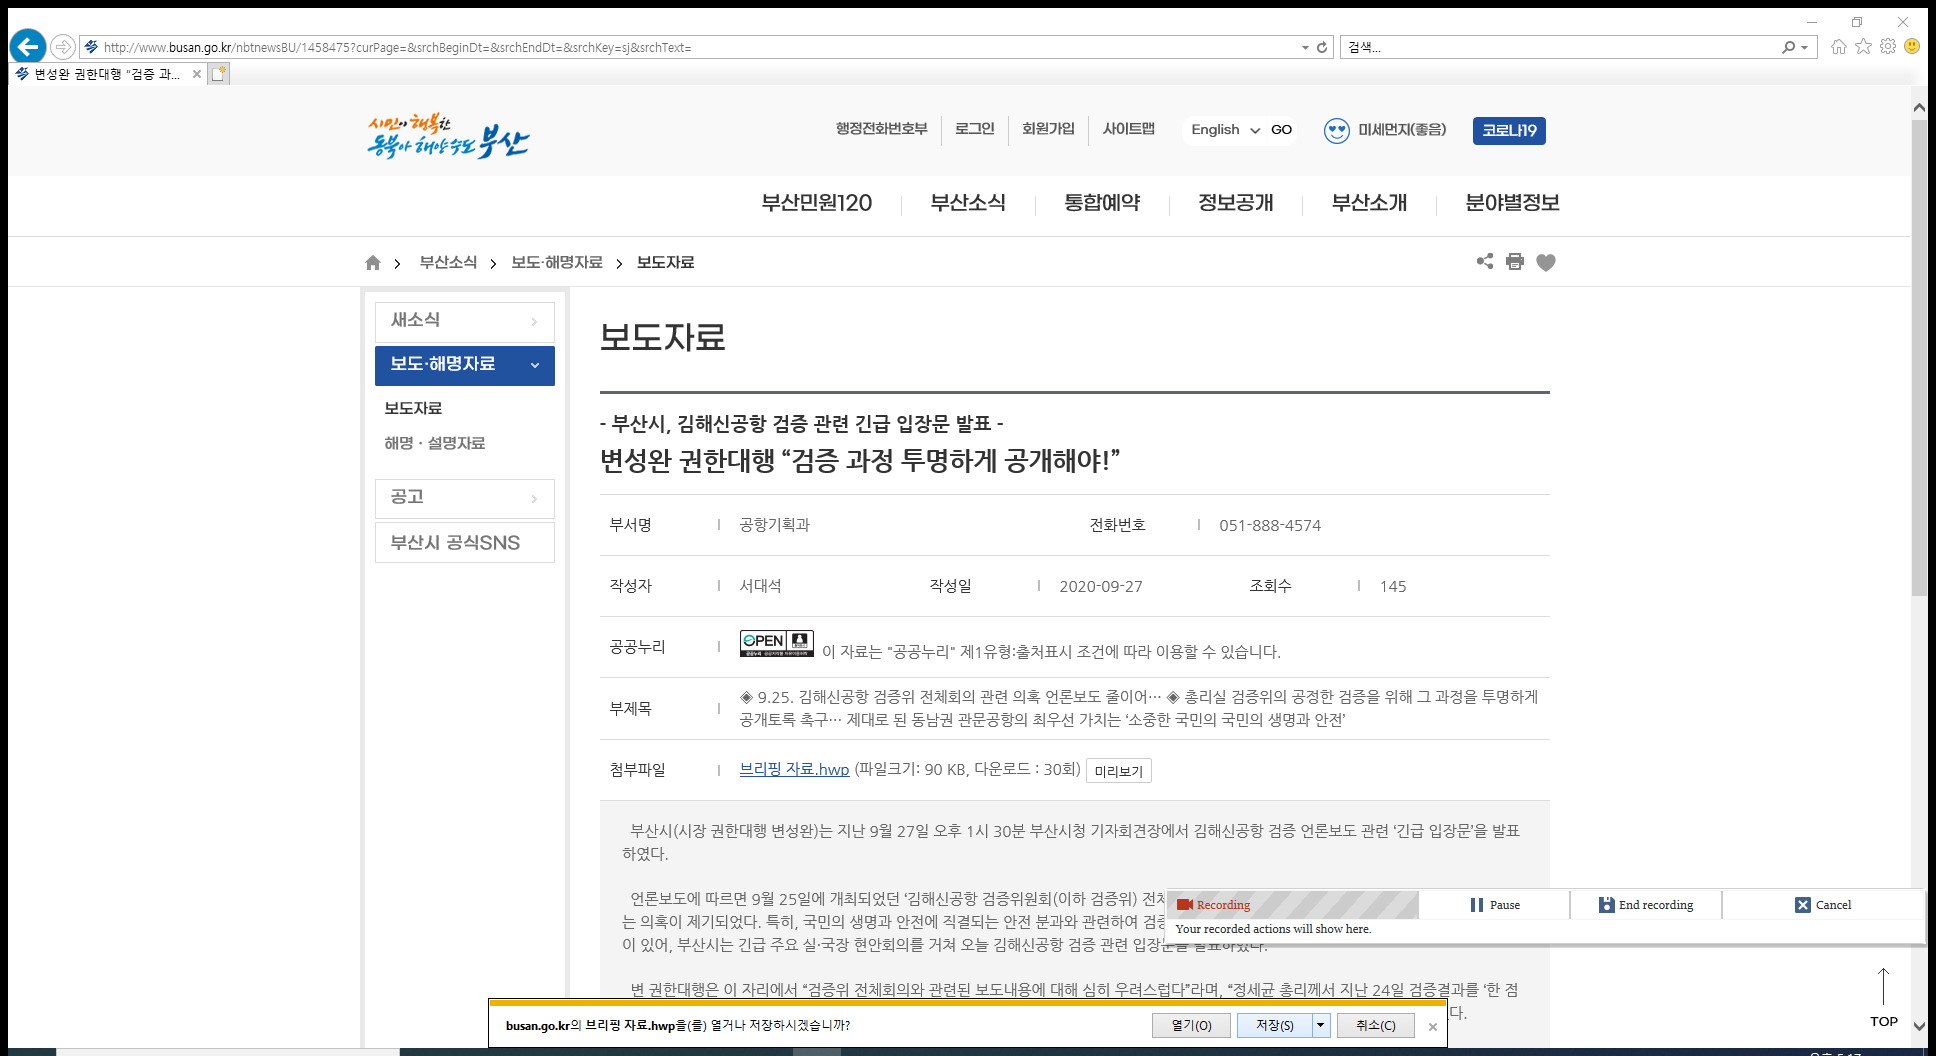 http://www.busan.go.kr/nbtnewsBU/1458475?curPage=&srchBeginDt=&srchEndDt=&srchKey=sj&srchText=
검색...
변성완 권한대행 "검증 과...
시민이 행복한
동북아 해양수도 부산
행정전화번호부
로그인
회원가입
사이트맵
English
GO
미세먼지(좋음)
코로나19
부산민원120
부산소식
통합예약
정보공개
부산소개
분야별정보
부산소식
보도·해명자료
보도자료
새소식
보도·해명자료
보도자료
해명 · 설명자료
공고
부산시 공식SNS
보도자료
- 부산시, 김해신공항 검증 관련 긴급 입장문 발표 -
변성완 권한대행 “검증 과정 투명하게 공개해야!”
부서명 공항기획과 전화번호 051-888-4574
작성자 서대석 작성일 2020-09-27 조회수 145
공공누리 OPEN 이 자료는 "공공누리" 제1유형:출처표시 조건에 따라 이용할 수 있습니다.
부제목
◈ 9.25. 김해신공항 검증위 전체회의 관련 의혹 언론보도 줄이어… ◈ 총리실 검증위의 공정한 검증을 위해 그 과정을 투명하게
공개토록 촉구… 제대로 된 동남권 관문공항의 최우선 가치는 ‘소중한 국민의 국민의 생명과 안전’
첨부파일 브리핑 자료.hwp (파일크기: 90 KB, 다운로드 : 30회) 미리보기
부산시(시장 권한대행 변성완)는 지난 9월 27일 오후 1시 30분 부산시청 기자회견장에서 김해신공항 검증 언론보도 관련 ‘긴급 입장문’을 발표
하였다.
언론보도에 따르면 9월 25일에 개최되었던 ‘김해신공항 검증위원회(이하 검증위) 전체
는 의혹이 제기되었다. 특히, 국민의 생명과 안전에 직결되는 안전 분과와 관련하여 검증
이 있어, 부산시는 긴급 주요 실·국장 현안회의를 거쳐 오늘 김해신공항 검증 관련 입장문을 발표하였다.
Recording
Pause
End recording
Cancel
Your recorded actions will show here.
변 권한대행은 이 자리에서 “검증위 전체회의와 관련된 보도내용에 대해 심히 우려스럽다”라며, “정세균 총리께서 지난 24일 검증결과를 ‘한 점
다.
TOP
busan.go.kr의 브리핑 자료.hwp을(를) 열거나 저장하시겠습니까?
열기(O)
저장(S)
취소(C)